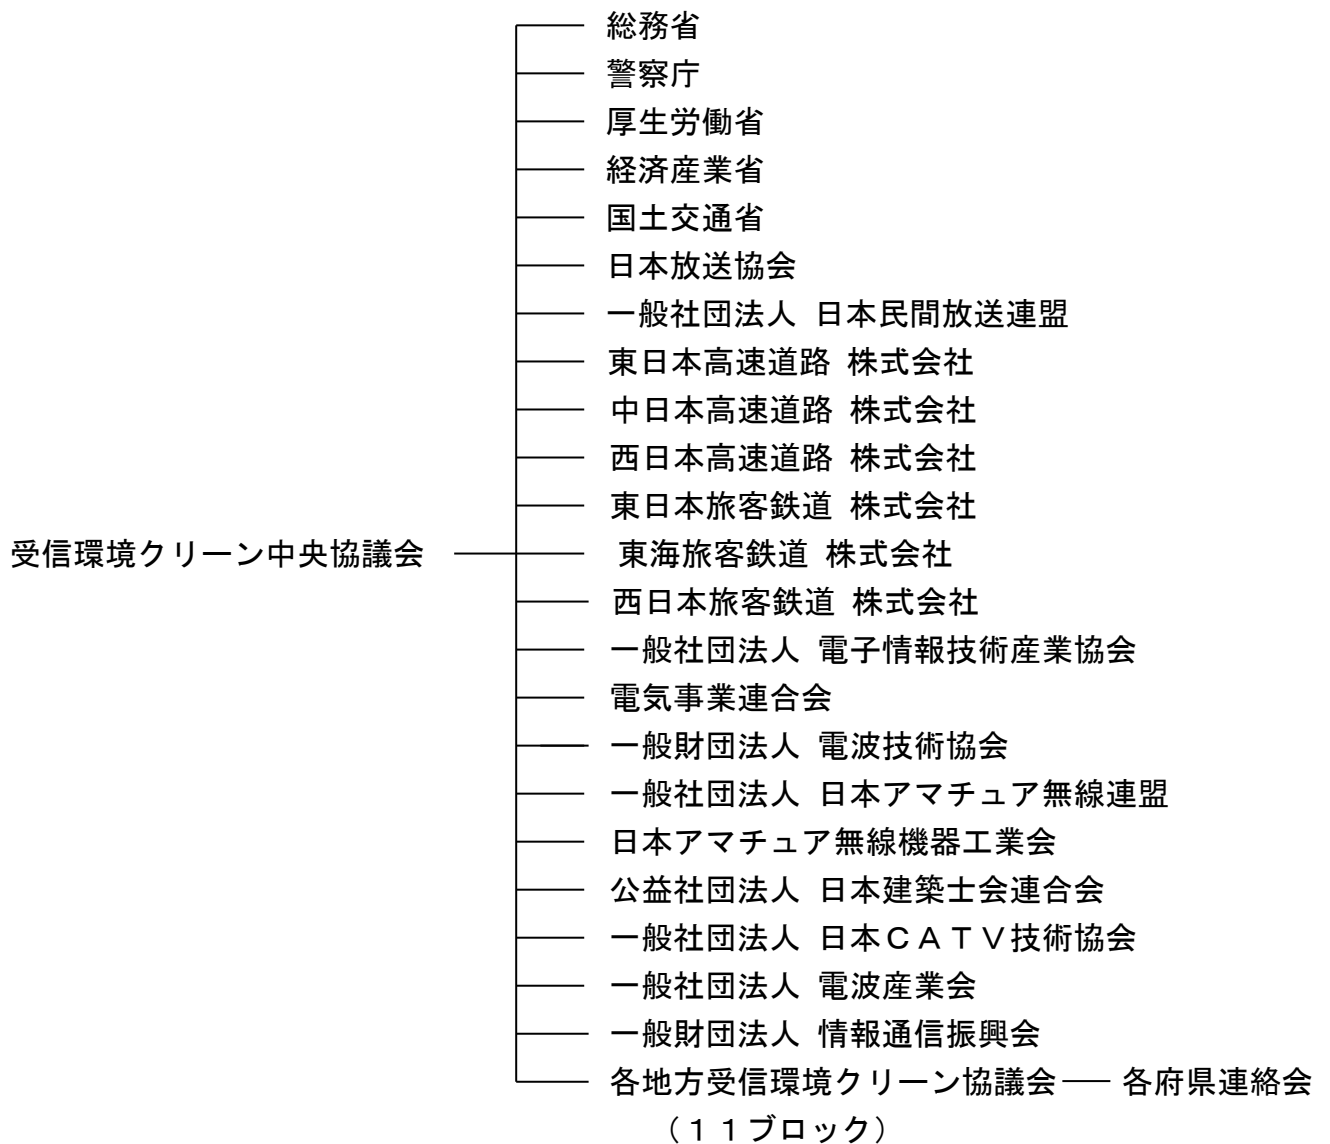 総務省
警察庁
厚生労働省
経済産業省
国土交通省
日本放送協会
一般社団法人 日本民間放送連盟
東日本高速道路 株式会社
中日本高速道路 株式会社
西日本高速道路 株式会社
東日本旅客鉄道 株式会社
受信環境クリーン中央協議会 東海旅客鉄道 株式会社
西日本旅客鉄道 株式会社
一般社団法人 電子情報技術産業協会
電気事業連合会
一般財団法人 電波技術協会
一般社団法人 日本アマチュア無線連盟
日本アマチュア無線機器工業会
公益社団法人 日本建築士会連合会
一般社団法人 日本CATV技術協会
一般社団法人 電波産業会
一般財団法人 情報通信振興会
各地方受信環境クリーン協議会 ― 各府県連絡会
(11ブロック)